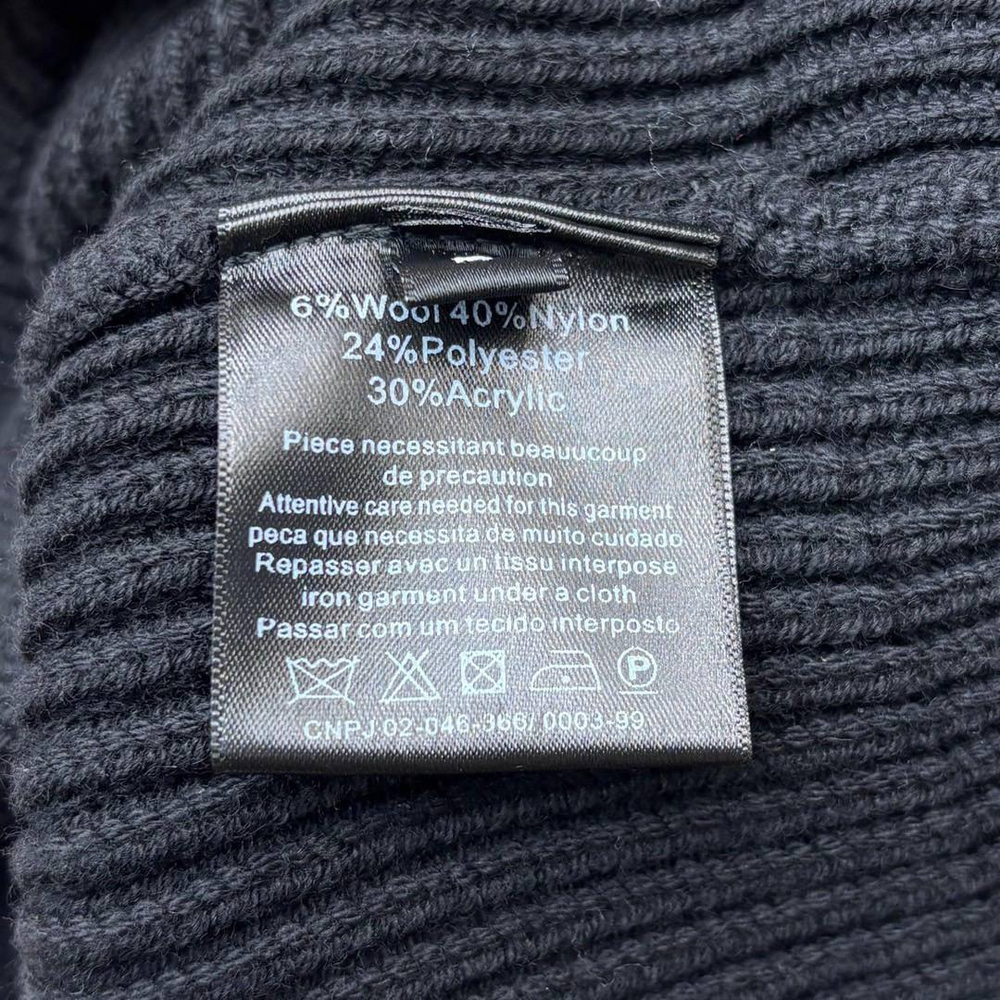 6%Wool 40%Nylon
24%Polyester
30%Acrylic
Piece necessitant beauucoup
de precaution
Attentive care needed for this garment
peca que necessita de muito cuidado
Repasser avec un tissu interpose
iron garment under a cloth
Passar com um tecido interposto
P
CNPJ 02-046-366/ 0003-99